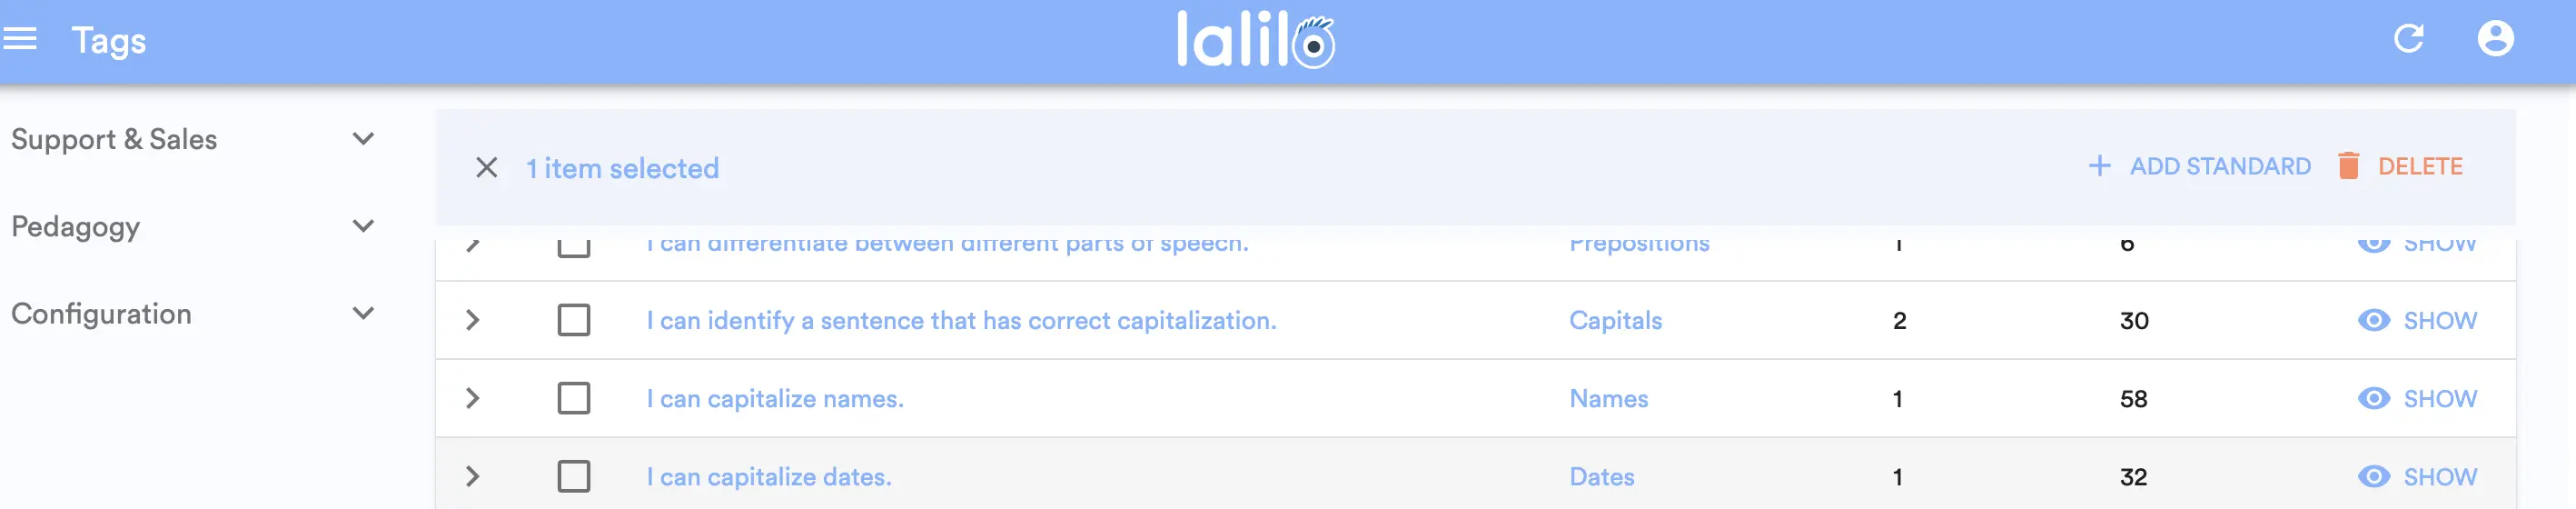 Tags
lalilo
Support & Sales
Pedagogy
Configuration
1 item selected
ADD STANDARD DELETE
I can differentiate between different parts of speech. Prepositions 1 6 SHOW
I can identify a sentence that has correct capitalization. Capitals 2 30 SHOW
I can capitalize names. Names 1 58 SHOW
I can capitalize dates. Dates 1 32 SHOW